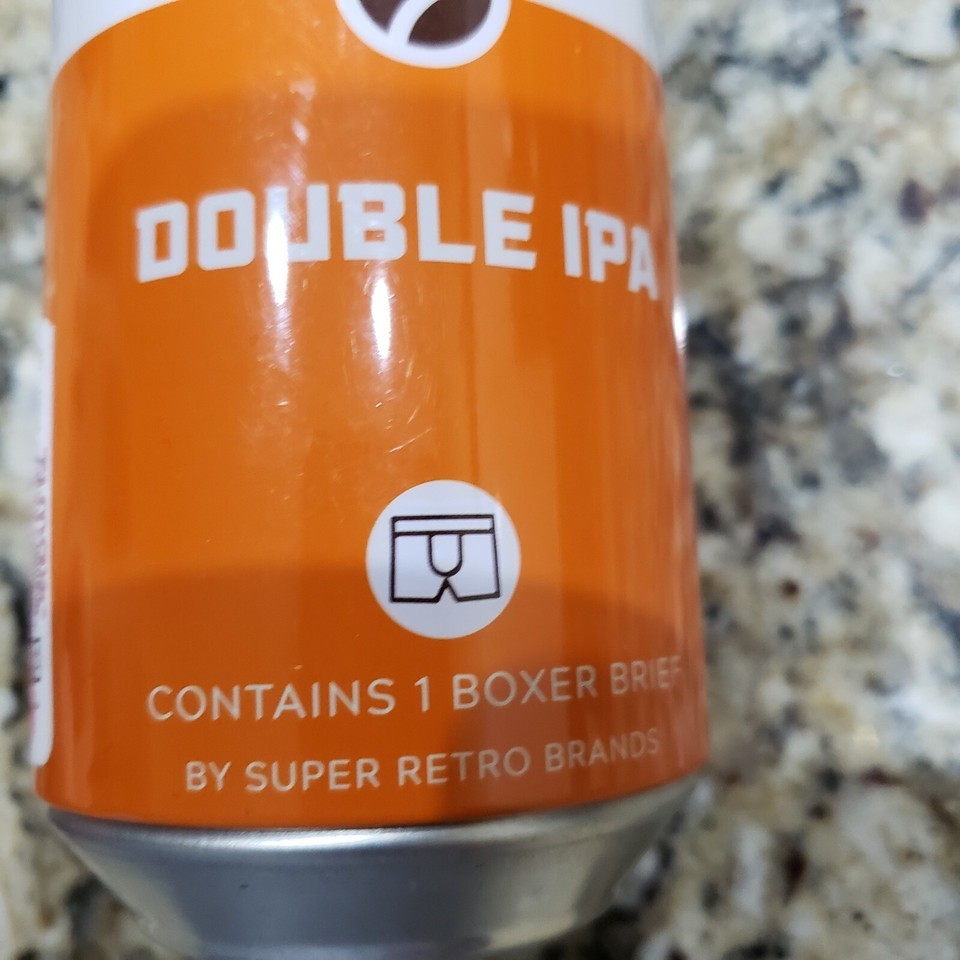 DOUBLE IPA
CONTAINS 1 BOXER BRIEF
BY SUPER RETRO BRANDS